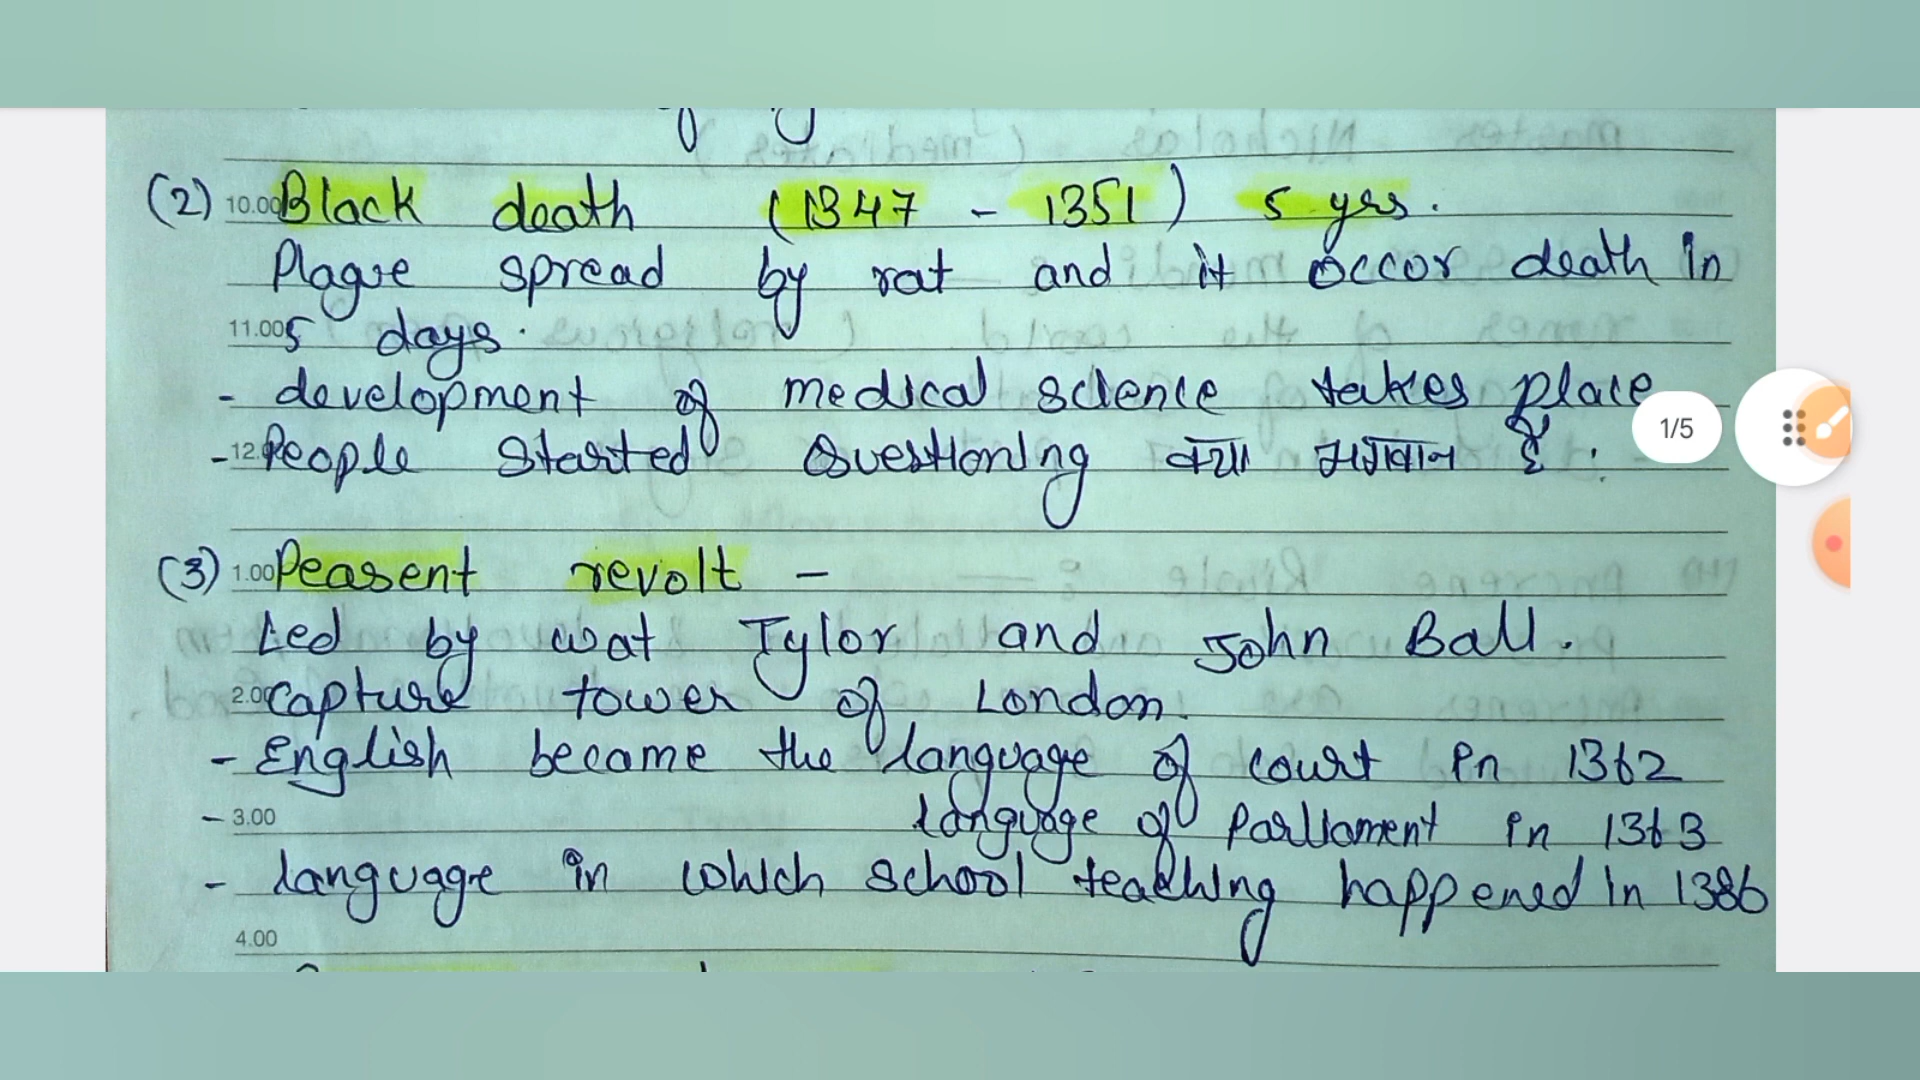 (2) 10.00 Black death (1347 - 1351) 5 yrs.
Plague spread by rat and it occor death in
11.00 5 days.
- development of medical science takes place
1/5
- 12. People started Questioning क्या भगवान है.
(3) 1.00 Peasent revolt -
Led by wat Tylor and John Ball.
2.00 capture tower of London.
- English became the language of court in 1362
- 3.00 language of Parliament in 1363
- language in which school teaching happened in 1386
4.00